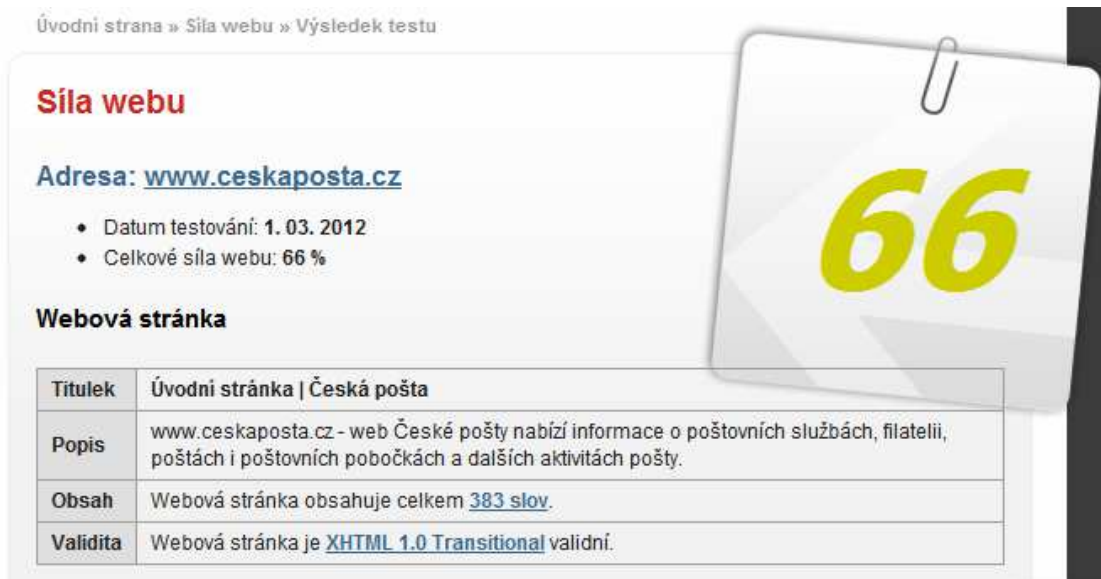 Úvodní strana » Síla webu » Výsledek testu
Síla webu
66
Adresa: www.ceskaposta.cz
Datum testování: 1. 03. 2012
Celkové síla webu: 66 %
Webová stránka
Titulek Úvodní stránka | Česká pošta
Popis www.ceskaposta.cz - web České pošty nabízí informace o poštovních službách, filatelii,
poštách i poštovních pobočkách a dalších aktivitách pošty.
Obsah Webová stránka obsahuje celkem 383 slov.
Validita Webová stránka je XHTML 1.0 Transitional validní.